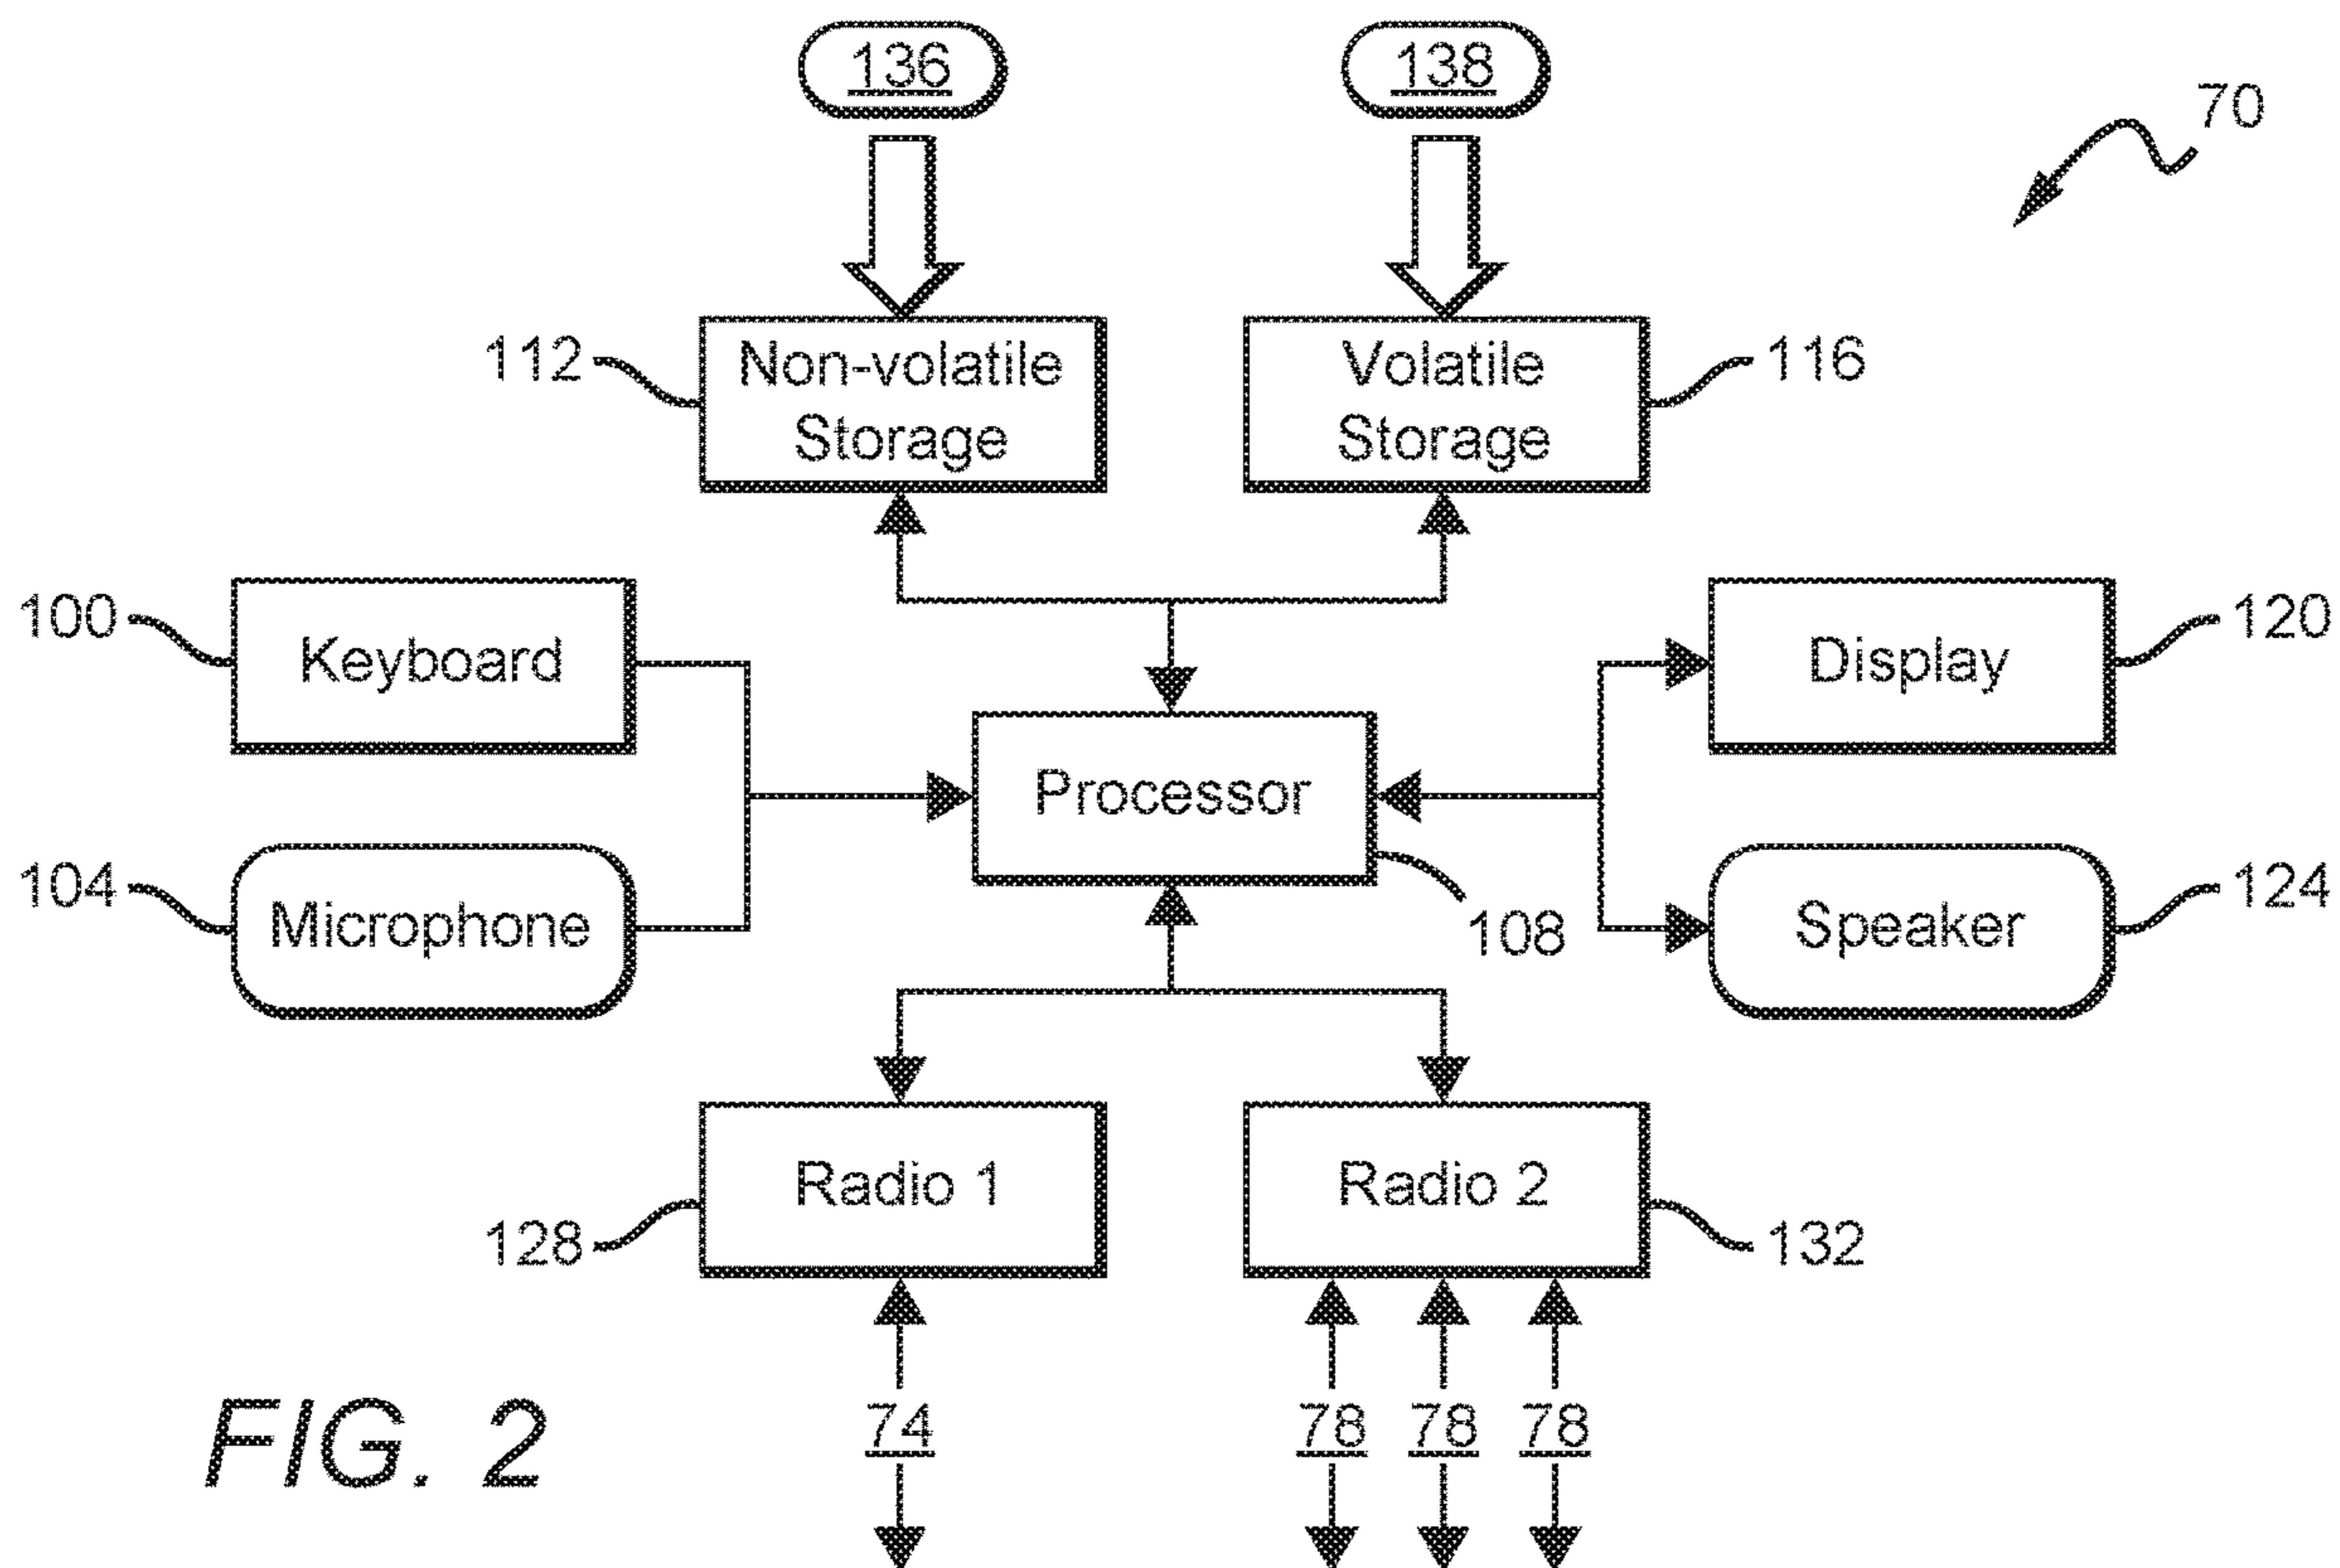 136
138
70
112
Non-volatile
Storage
Volatile
Storage
116
100
Keyboard
Display
120
Processor
104
Microphone
108
Speaker
124
Radio 1
Radio 2
128
132
74
78 78 78
FIG. 2